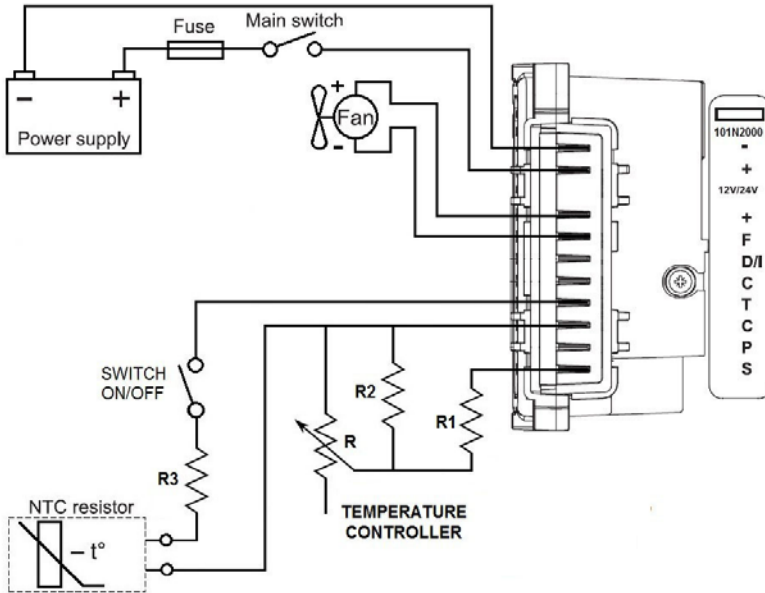 Fuse
Main switch
−
+
Power supply
+
Fan
-
101N2000
-
+
12V/24V
+
F
D/I
C
T
C
P
S
SWITCH
ON/OFF
R2
R1
R
R3
TEMPERATURE
CONTROLLER
NTC resistor
− t°